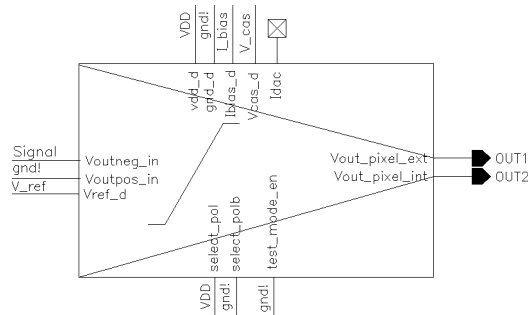 VDD
gnd!
I_bias
V_cas
vdd_d
gnd_d
Ibias_d
Vcas_d
Idac
Signal
gnd!
V_ref
Voutneg_in
Voutpos_in
Vref_d
Vout_pixel_ext
Vout_pixel_int
OUT1
OUT2
select_pol
select_polb
test_mode_en
VDD
gnd!
gnd!